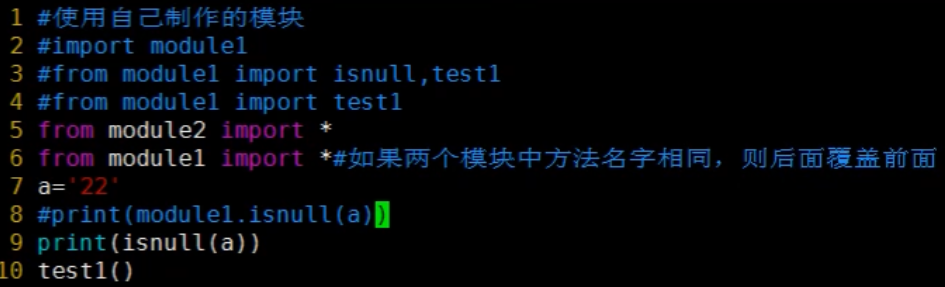 1 #使用自己制作的模块
2 #import module1
3 #from module1 import isnull,test1
4 #from module1 import test1
5 from module2 import *
6 from module1 import *#如果两个模块中方法名字相同，则后面覆盖前面
7 a='22'
8 #print(module1.isnull(a))
9 print(isnull(a))
10 test1()